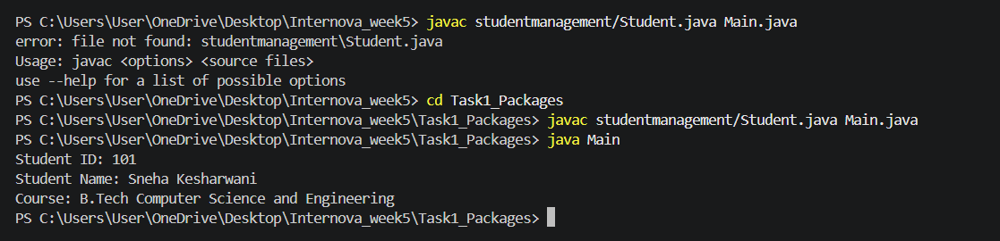 PS C:\Users\User\OneDrive\Desktop\Internova_week5> javac studentmanagement/Student.java Main.java
error: file not found: studentmanagement\Student.java
Usage: javac <options> <source files>
use --help for a list of possible options
PS C:\Users\User\OneDrive\Desktop\Internova_week5> cd Task1_Packages
PS C:\Users\User\OneDrive\Desktop\Internova_week5\Task1_Packages> javac studentmanagement/Student.java Main.java
PS C:\Users\User\OneDrive\Desktop\Internova_week5\Task1_Packages> java Main
Student ID: 101
Student Name: Sneha Kesharwani
Course: B.Tech Computer Science and Engineering
PS C:\Users\User\OneDrive\Desktop\Internova_week5\Task1_Packages>